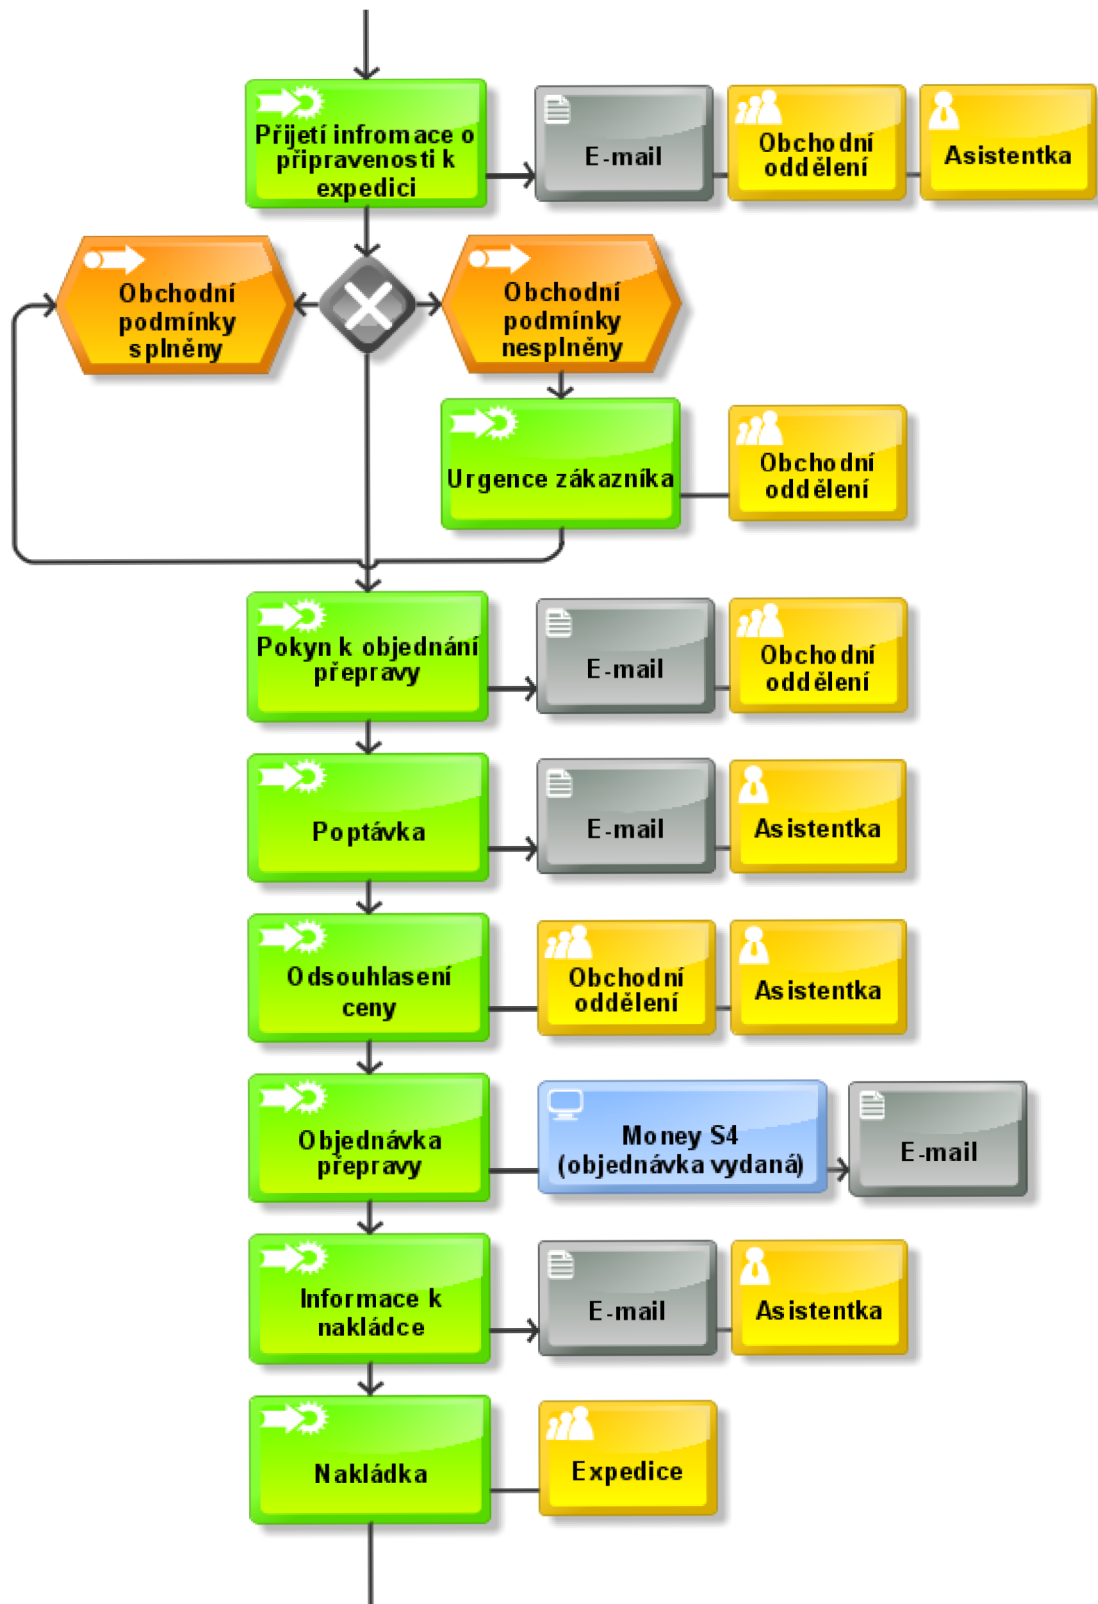 Přijetí infromace o
připravenosti k
expedici
E-mail
Obchodní
oddělení
Asistentka
Obchodní
podmínky
splněny
Obchodní
podmínky
nesplněny
Urgence zákazníka
Obchodní
oddělení
Pokyn k objednání
přepravy
E-mail
Obchodní
oddělení
Poptávka
E-mail
Asistentka
Odsouhlasení
ceny
Obchodní
oddělení
Asistentka
Objednávka
přepravy
Money S4
(objednávka vydaná)
E-mail
Informace k
nakládce
E-mail
Asistentka
Nakládka
Expedice